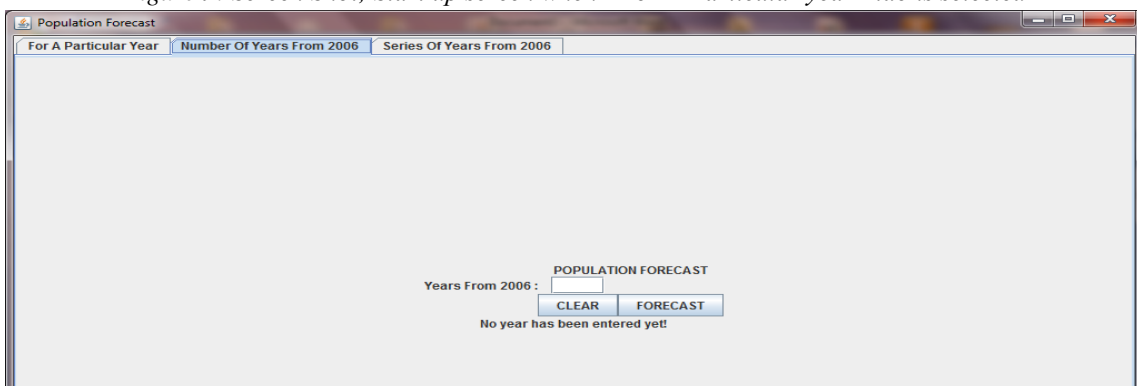 Population Forecast
For A Particular Year Number Of Years From 2006 Series Of Years From 2006
POPULATION FORECAST
Years From 2006 :
CLEAR FORECAST
No year has been entered yet!